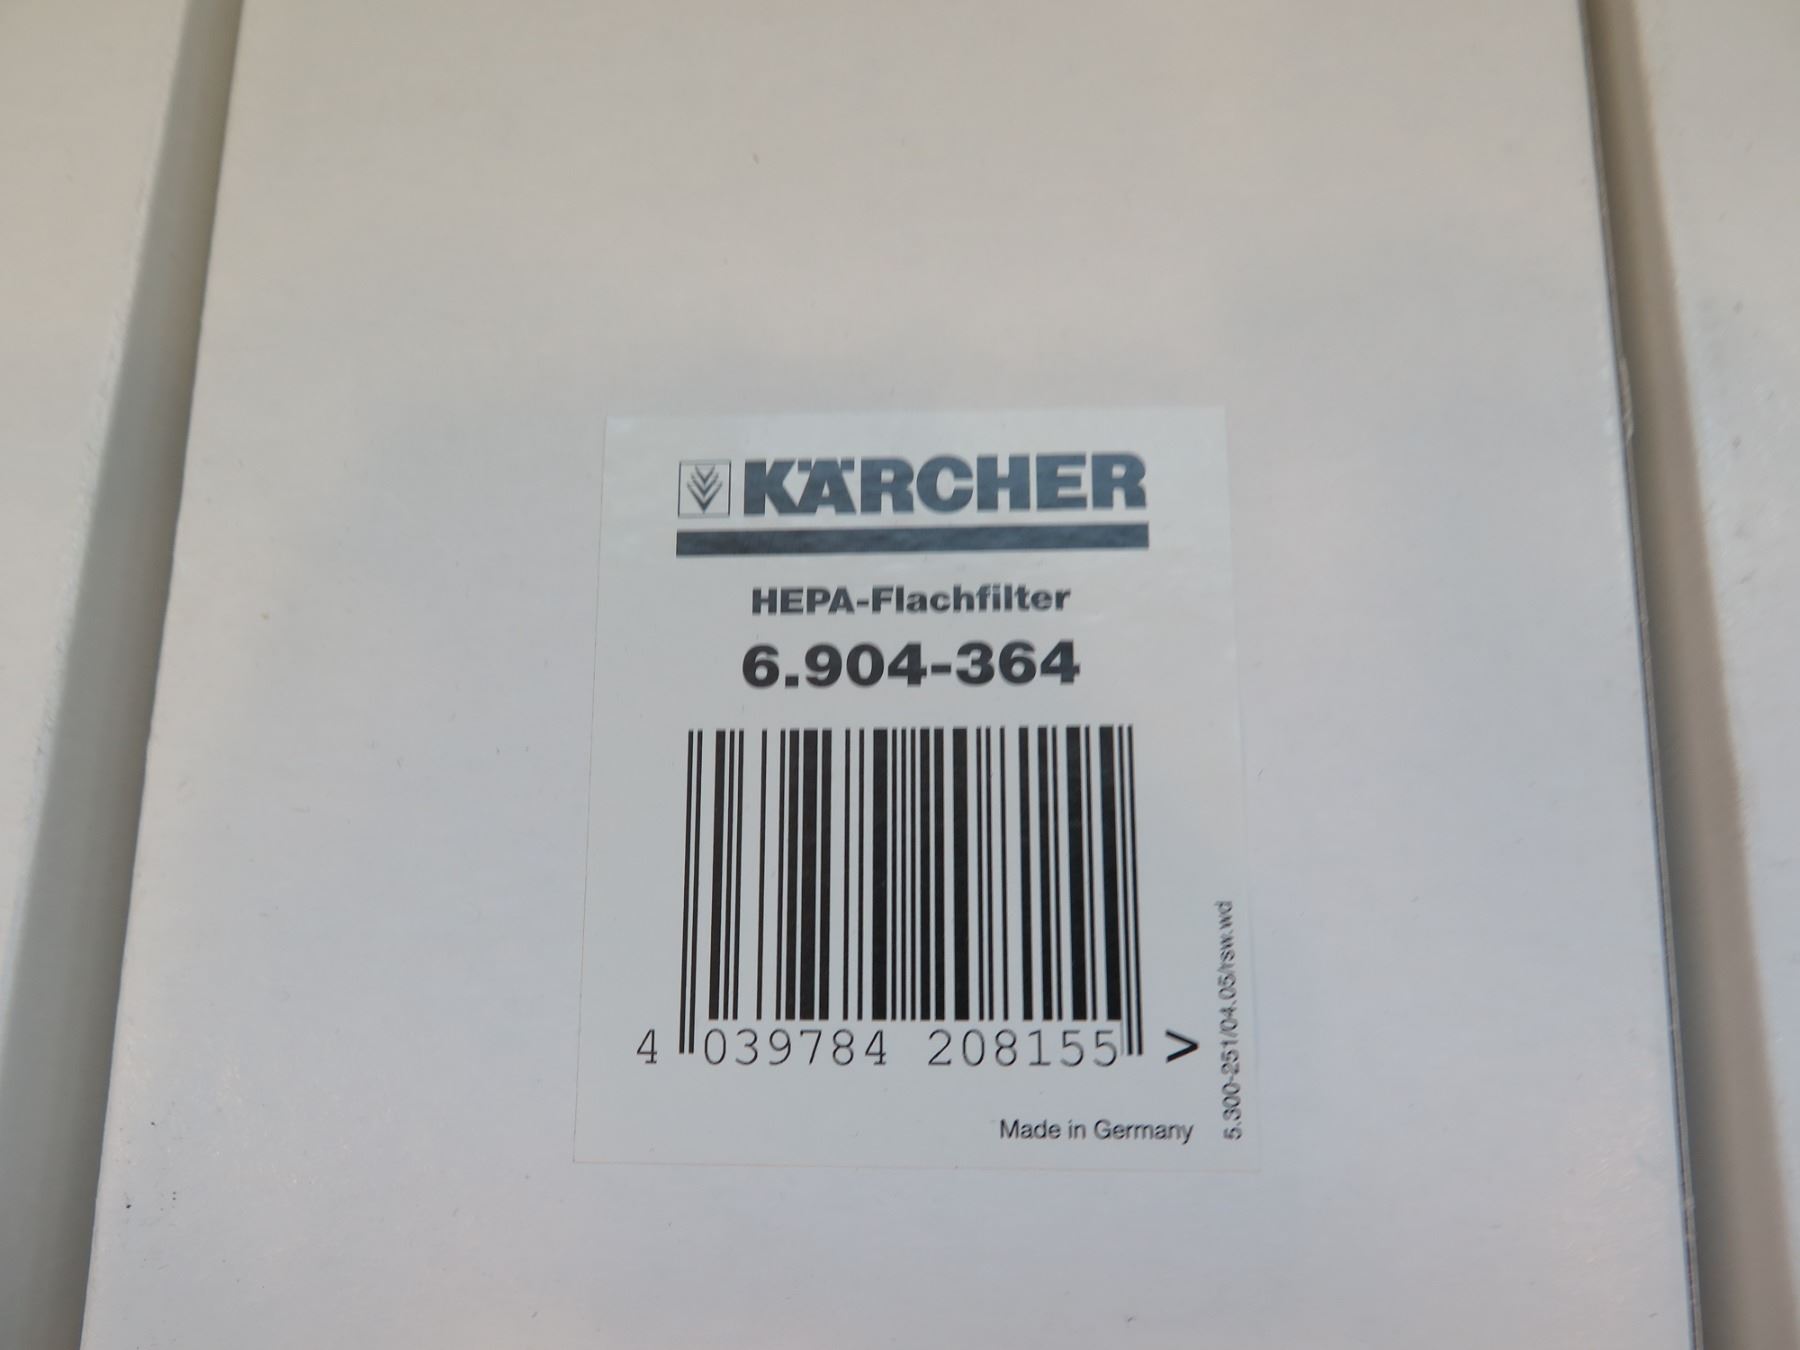 KÄRCHER
HEPA-Flachfilter
6.904-364
4 039784 208155 >
Made in Germany
5.300-251/04.05/rsw.wd